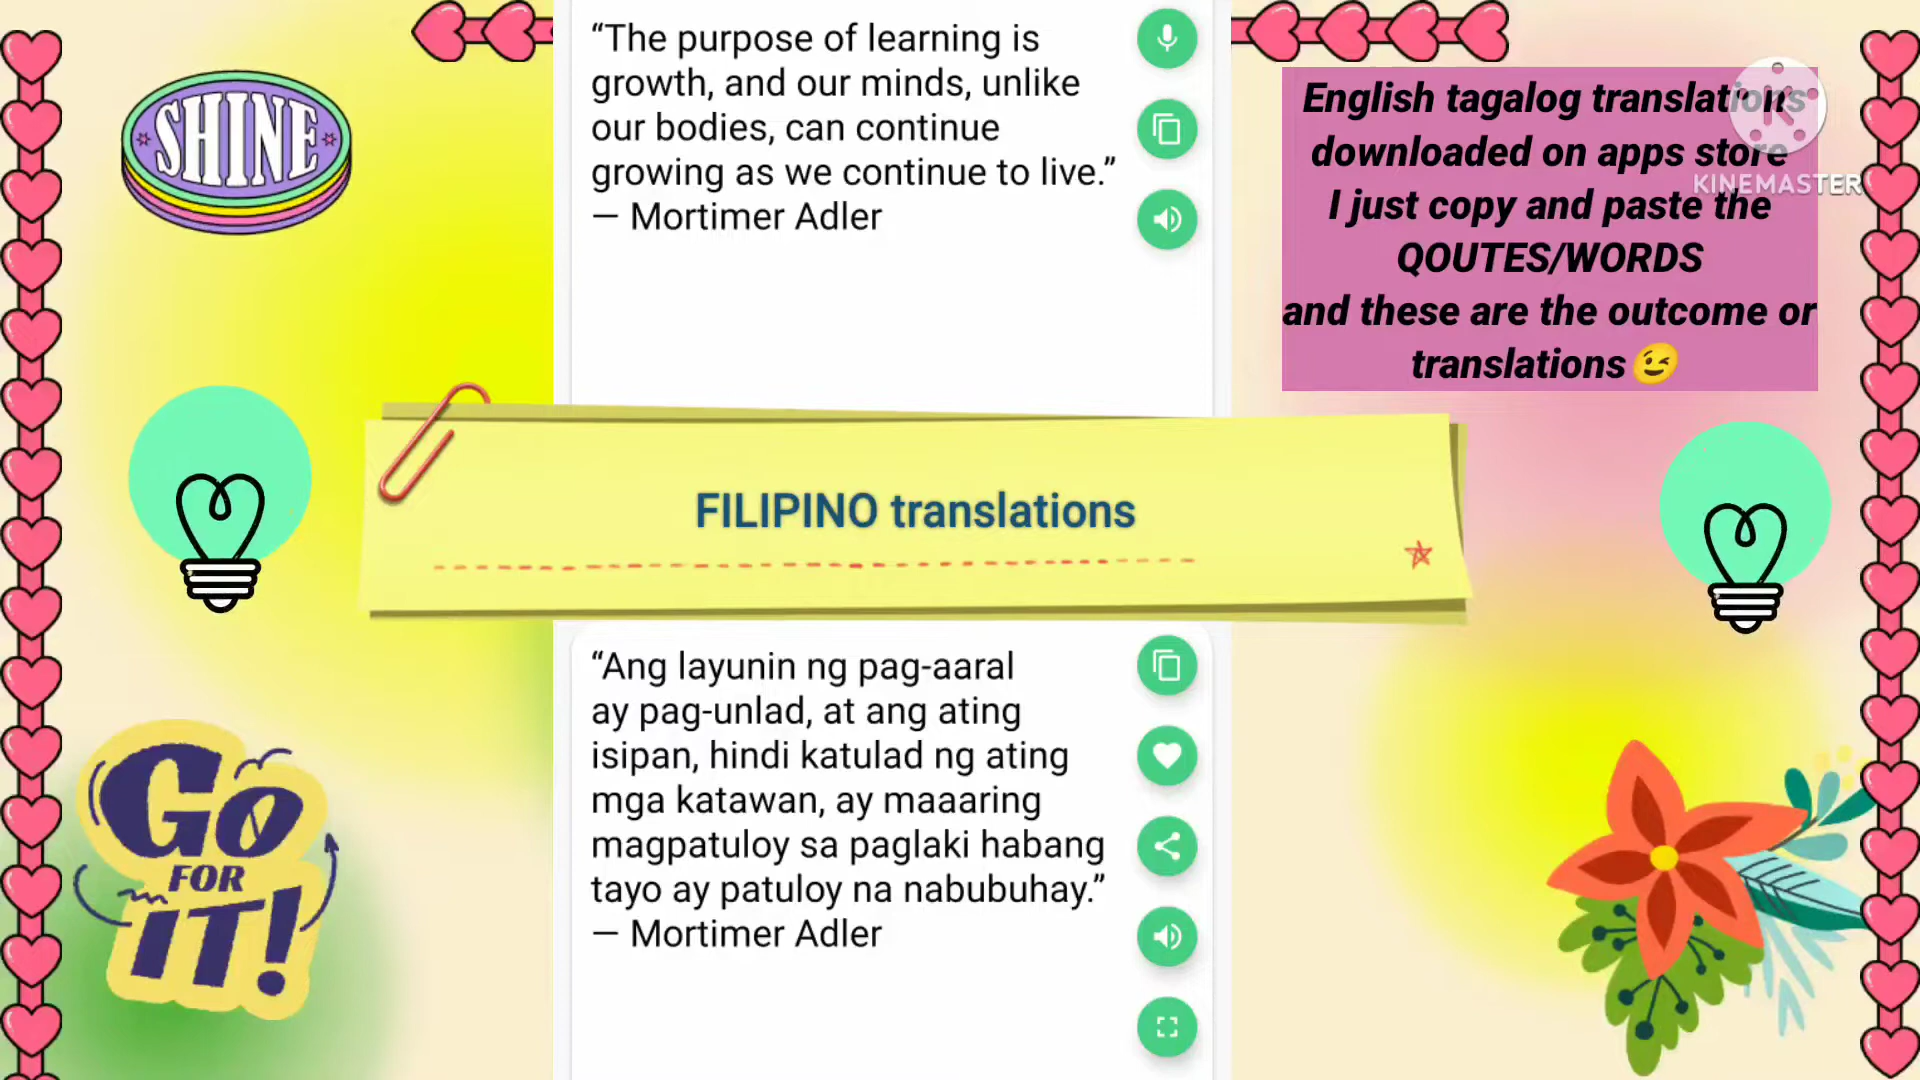 SHINE
“The purpose of learning is
growth, and our minds, unlike
our bodies, can continue
growing as we continue to live.”
— Mortimer Adler
English tagalog translations
downloaded on apps store
I just copy and paste the
QOUTES/WORDS
and these are the outcome or
translations😉
KINEMASTER
FILIPINO translations
“Ang layunin ng pag-aaral
ay pag-unlad, at ang ating
isipan, hindi katulad ng ating
mga katawan, ay maaaring
magpatuloy sa paglaki habang
tayo ay patuloy na nabubuhay.”
— Mortimer Adler
GO
FOR
IT!